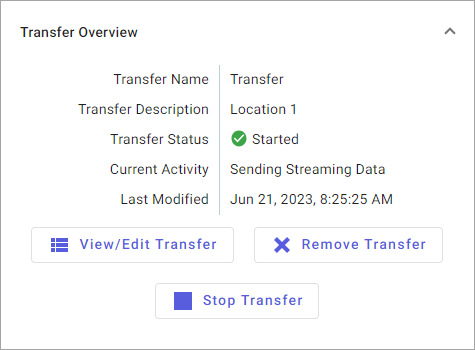 Transfer Overview
Transfer Name Transfer
Transfer Description Location 1
Transfer Status Started
Current Activity Sending Streaming Data
Last Modified Jun 21, 2023, 8:25:25 AM
View/Edit Transfer Remove Transfer
Stop Transfer